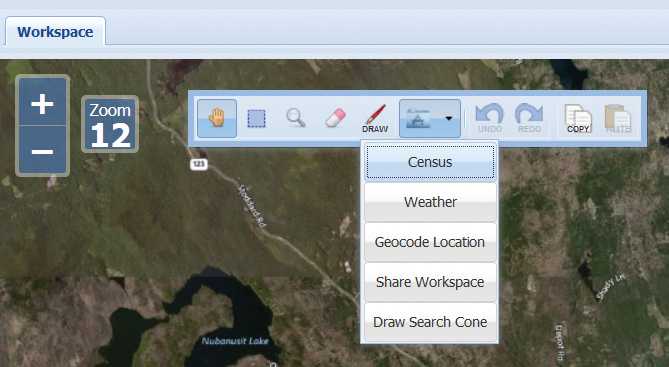 Workspace
+
Zoom
12
−
DRAW
UNDO
REDO
COPY
PASTE
Census
Weather
Geocode Location
Share Workspace
Draw Search Cone
123
Stoddard Rd
Shady Ln
Nubanusit Lake